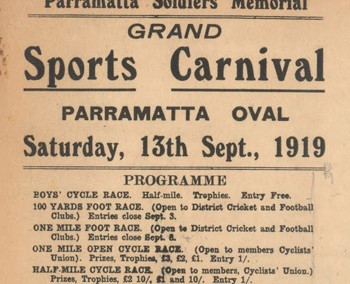 Parramatta Soldiers' Memorial
GRAND
Sports Carnival
PARRAMATTA OVAL
Saturday, 13th Sept., 1919
PROGRAMME
BOYS' CYCLE RACE. Half-mile. Trophies. Entry Free.
100 YARDS FOOT RACE. (Open to District Cricket and Football
Clubs.) Entries close Sept. 3.
ONE MILE FOOT RACE. (Open to District Cricket and Football
Clubs.) Entries close Sept. 6.
ONE MILE OPEN CYCLE RACE. (Open to members Cyclists'
Union). Prizes, Trophies, £3, £2, £1. Entry 1/.
HALF-MILE CYCLE RACE. (Open to members, Cyclists' Union.)
Prizes, Trophies, £2 10/, £1 and 10/. Entry 1/.